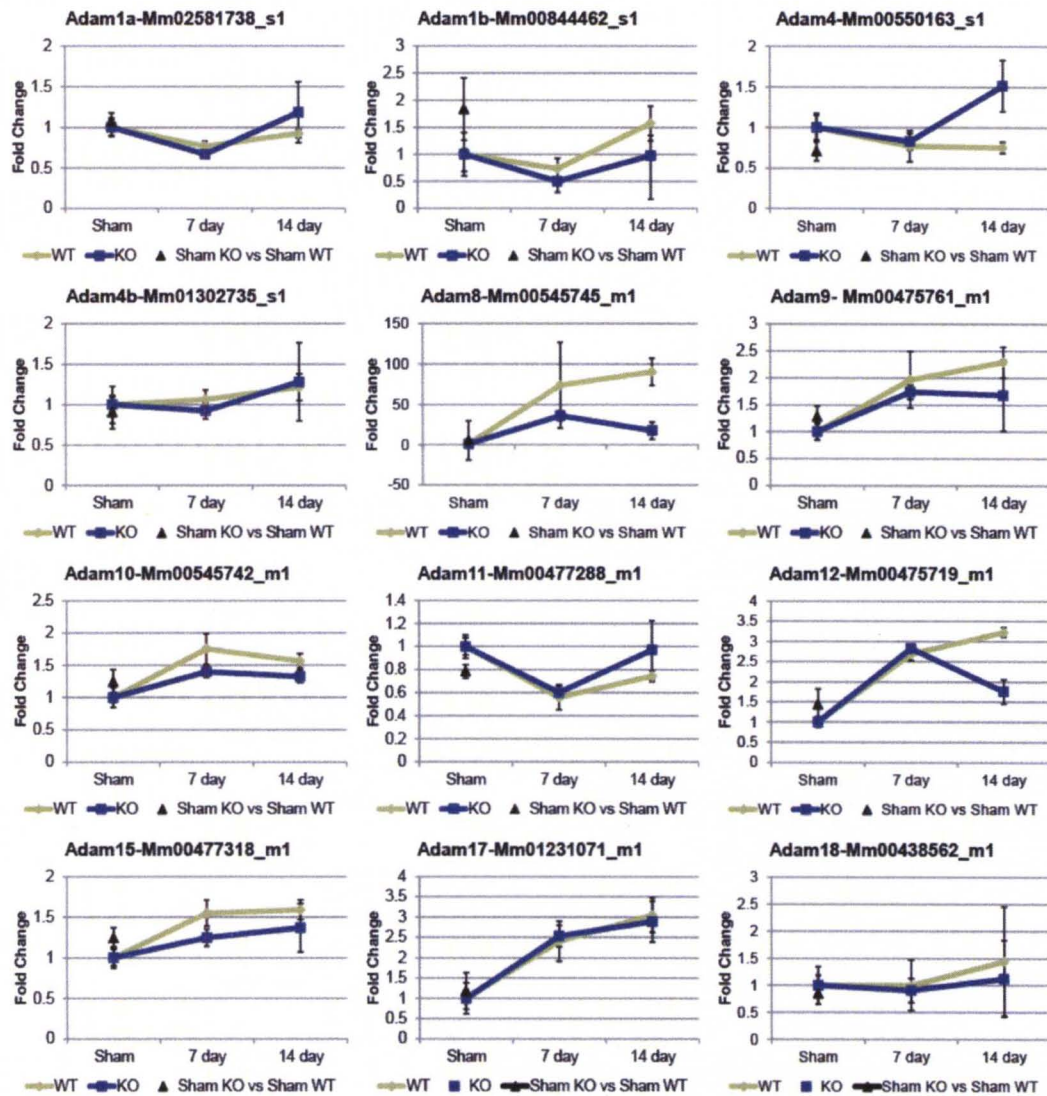 Adam1a-Mm02581738_s1
Fold Change
2
1.5
1
0.5
0
Sham 7 day 14 day
WT KO Sham KO vs Sham WT
Adam1b-Mm00844462_s1
Fold Change
3
2.5
2
1.5
1
0.5
0
Sham 7 day 14 day
WT KO Sham KO vs Sham WT
Adam4-Mm00550163_s1
Fold Change
2
1.5
1
0.5
0
Sham 7 day 14 day
WT KO Sham KO vs Sham WT
Adam4b-Mm01302735_s1
Fold Change
2
1.5
1
0.5
0
Sham 7 day 14 day
WT KO Sham KO vs Sham WT
Adam8-Mm00545745_m1
Fold Change
150
100
50
0
-50
Sham 7 day 14 day
WT KO Sham KO vs Sham WT
Adam9- Mm00475761_m1
Fold Change
3
2.5
2
1.5
1
0.5
0
Sham 7 day 14 day
WT KO Sham KO vs Sham WT
Adam10-Mm00545742_m1
Fold Change
2.5
2
1.5
1
0.5
0
Sham 7 day 14 day
WT KO Sham KO vs Sham WT
Adam11-Mm00477288_m1
Fold Change
1.4
1.2
1
0.8
0.6
0.4
0.2
0
Sham 7 day 14 day
WT KO Sham KO vs Sham WT
Adam12-Mm00475719_m1
Fold Change
4
3.5
3
2.5
2
1.5
1
0.5
0
Sham 7 day 14 day
WT KO Sham KO vs Sham WT
Adam15-Mm00477318_m1
Fold Change
2
1.5
1
0.5
0
Sham 7 day 14 day
WT KO Sham KO vs Sham WT
Adam17-Mm01231071_m1
Fold Change
4
3.5
3
2.5
2
1.5
1
0.5
0
Sham 7 day 14 day
WT KO Sham KO vs Sham WT
Adam18-Mm00438562_m1
Fold Change
3
2.5
2
1.5
1
0.5
0
Sham 7 day 14 day
WT KO Sham KO vs Sham WT